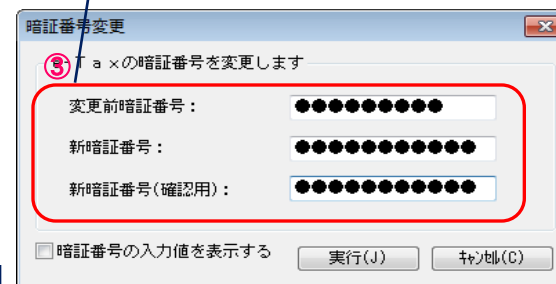 暗証番号変更
③
e-Taxの暗証番号を変更します
変更前暗証番号： ●●●●●●●●●
新暗証番号： ●●●●●●●●●●●
新暗証番号(確認用)： ●●●●●●●●●●●
暗証番号の入力値を表示する 実行(J) ｷｬﾝｾﾙ(C)